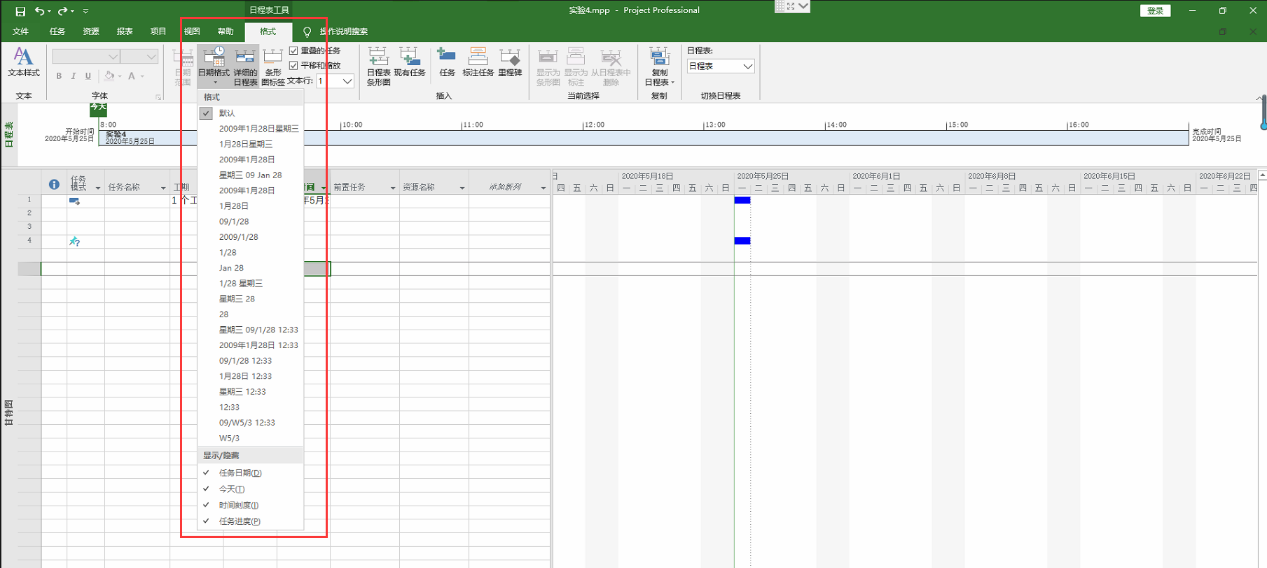 日程表工具
实验4.mpp - Project Professional
登录
文件 任务 资源 报表 项目 视图 帮助 格式 操作说明搜索
文本样式
文本
B I U A
字体
日期范围
日期格式
详细的日程表
条形图标签
重叠的任务
平移和缩放
文本行: 1
日程表条形图
现有任务
任务
标注任务
里程碑
插入
显示为条形图
显示为标注
从日程表中删除
当前选择
复制日程表
复制
日程表:
日程表
切换日程表
日程表
今天
开始时间
2020年5月25日
8:00 10:00 11:00 12:00 13:00 14:00 15:00 16:00
实验4
2020年5月25日
完成时间
2020年5月25日
格式
默认
2009年1月28日星期三
1月28日星期三
2009年1月28日
星期三 09 Jan 28
2009年1月28日
1月28日
09/1/28
2009/1/28
1/28
Jan 28
1/28 星期三
星期三 28
28
星期三 09/1/28 12:33
2009年1月28日 12:33
09/1/28 12:33
1月28日 12:33
星期三 12:33
12:33
09/W5/3 12:33
W5/3
显示/隐藏
任务日期(D)
今天(T)
时间刻度(I)
任务进度(P)
甘特图
任务模式 任务名称 工期 间 前置任务 资源名称 添加新列
1 1 个工 年5月2
2
3
4
日 2020年5月18日 2020年5月25日 2020年6月1日 2020年6月8日 2020年6月15日 2020年6月22日
四 五 六 日 一 二 三 四 五 六 日 一 二 三 四 五 六 日 一 二 三 四 五 六 日 一 二 三 四 五 六 日 一 二 三 四 五 六 日 一 二 三 四